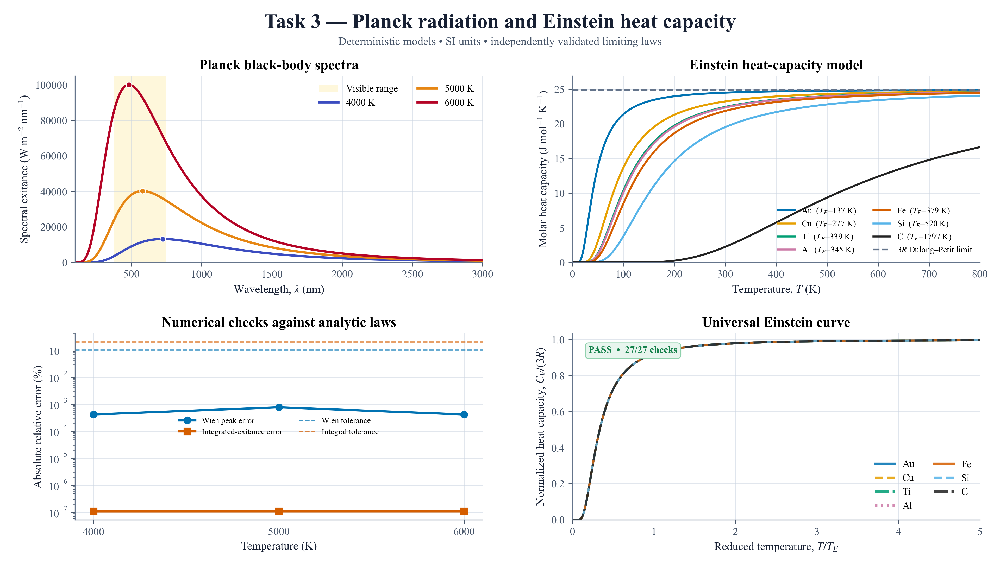 Task 3 — Planck radiation and Einstein heat capacity
Deterministic models • SI units • independently validated limiting laws
Planck black-body spectra
Spectral exitance (W m⁻² nm⁻¹)
100000
80000
60000
40000
20000
0
Visible range
4000 K
5000 K
6000 K
500 1000 1500 2000 2500 3000
Wavelength, λ (nm)
Einstein heat-capacity model
Molar heat capacity (J mol⁻¹ K⁻¹)
25
20
15
10
5
0
Au (T_E=137 K)
Cu (T_E=277 K)
Ti (T_E=339 K)
Al (T_E=345 K)
Fe (T_E=379 K)
Si (T_E=520 K)
C (T_E=1797 K)
3R Dulong–Petit limit
0 100 200 300 400 500 600 700 800
Temperature, T (K)
Numerical checks against analytic laws
Absolute relative error (%)
10⁻¹
10⁻²
10⁻³
10⁻⁴
10⁻⁵
10⁻⁶
10⁻⁷
Wien peak error
Integrated-exitance error
Wien tolerance
Integral tolerance
4000 5000 6000
Temperature (K)
Universal Einstein curve
Normalized heat capacity, C_V/(3R)
1.0
0.8
0.6
0.4
0.2
0.0
PASS • 27/27 checks
Au
Cu
Ti
Al
Fe
Si
C
0 1 2 3 4 5
Reduced temperature, T/T_E